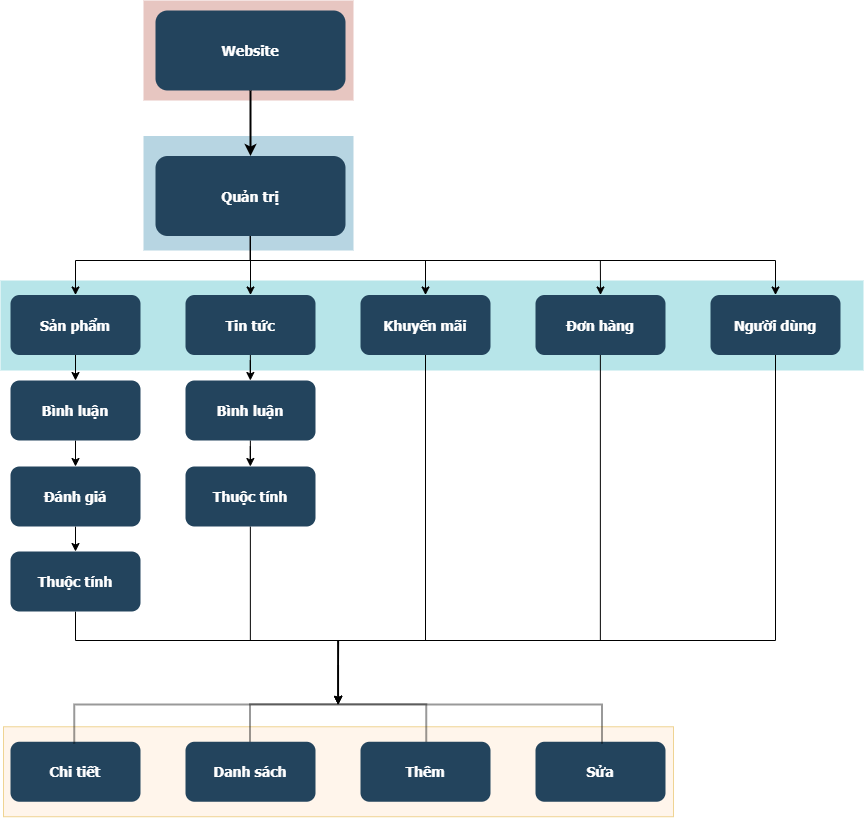 Website
Quản trị
Sản phẩm
Tin tức
Khuyến mãi
Đơn hàng
Người dùng
Bình luận
Bình luận
Đánh giá
Thuộc tính
Thuộc tính
Chi tiết
Danh sách
Thêm
Sửa